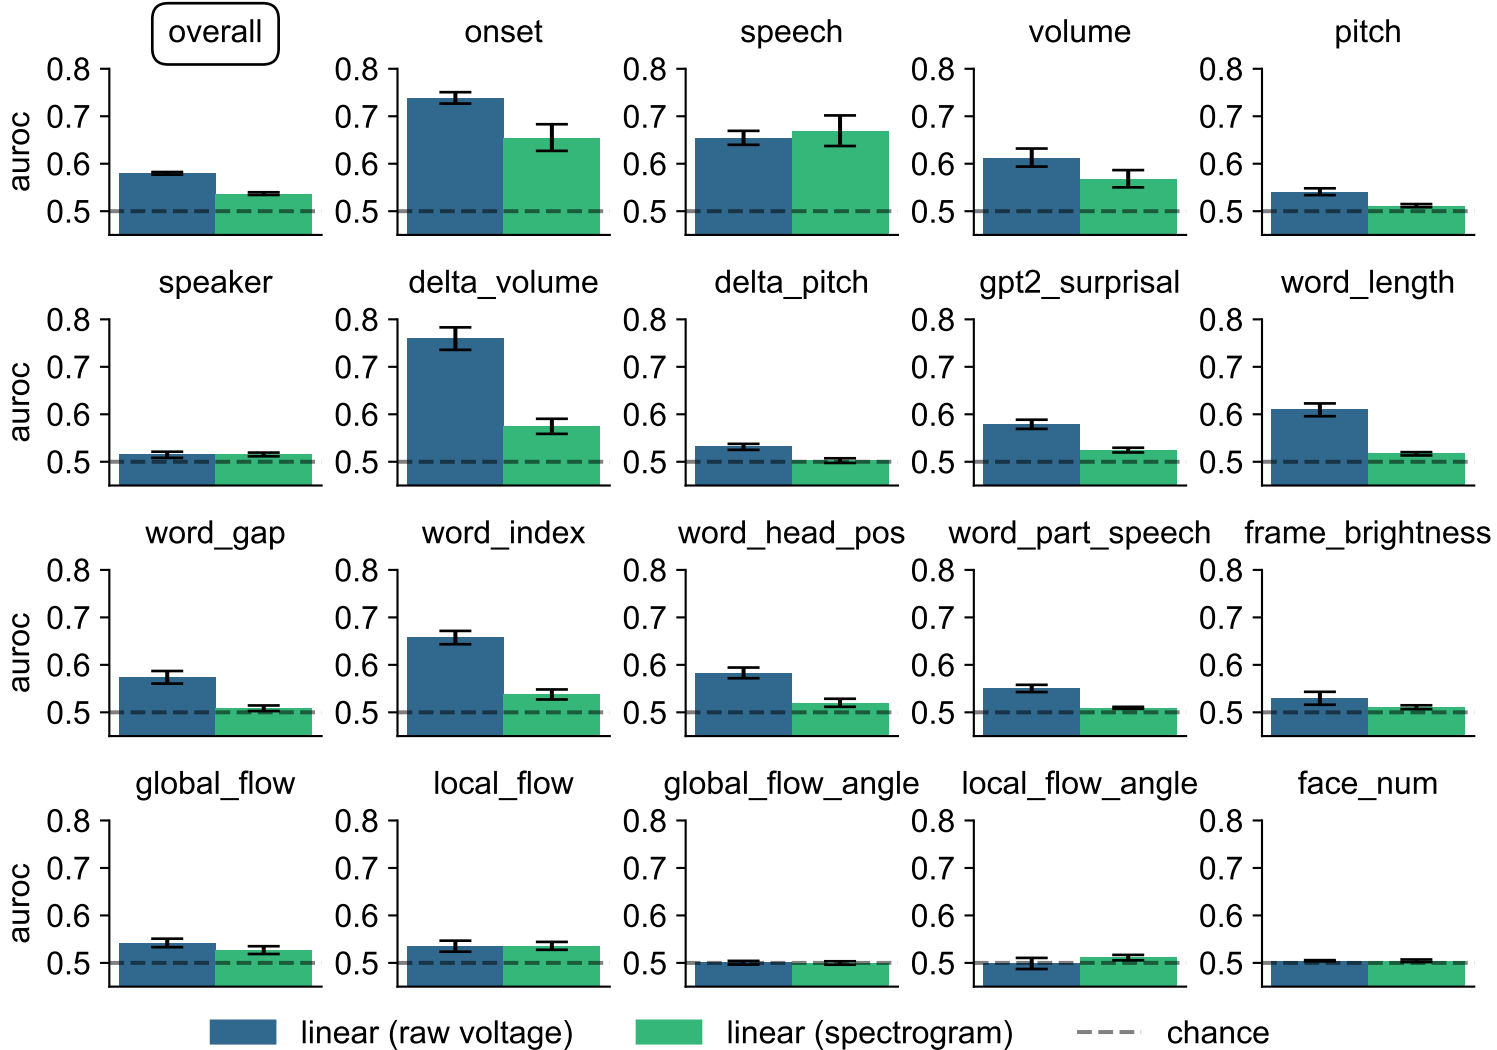 overall onset speech volume pitch
auroc
0.8 0.8 0.8 0.8 0.8
0.7 0.7 0.7 0.7 0.7
0.6 0.6 0.6 0.6 0.6
0.5 0.5 0.5 0.5 0.5
speaker delta_volume delta_pitch gpt2_surprisal word_length
auroc
0.8 0.8 0.8 0.8 0.8
0.7 0.7 0.7 0.7 0.7
0.6 0.6 0.6 0.6 0.6
0.5 0.5 0.5 0.5 0.5
word_gap word_index word_head_pos word_part_speech frame_brightness
auroc
0.8 0.8 0.8 0.8 0.8
0.7 0.7 0.7 0.7 0.7
0.6 0.6 0.6 0.6 0.6
0.5 0.5 0.5 0.5 0.5
global_flow local_flow global_flow_angle local_flow_angle face_num
auroc
0.8 0.8 0.8 0.8 0.8
0.7 0.7 0.7 0.7 0.7
0.6 0.6 0.6 0.6 0.6
0.5 0.5 0.5 0.5 0.5
linear (raw voltage) linear (spectrogram) chance